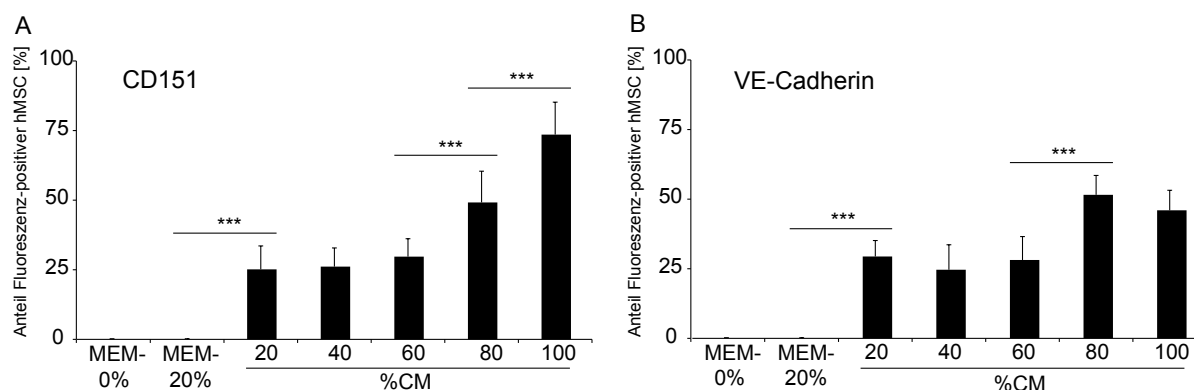 A
Anteil Fluoreszenz-positiver hMSC [%]
100
75
50
25
0
CD151
***
***
***
MEM-
0%
MEM-
20%
20 40 60 80 100
%CM
B
Anteil Fluoreszenz-positiver hMSC [%]
100
75
50
25
0
VE-Cadherin
***
***
MEM-
0%
MEM-
20%
20 40 60 80 100
%CM